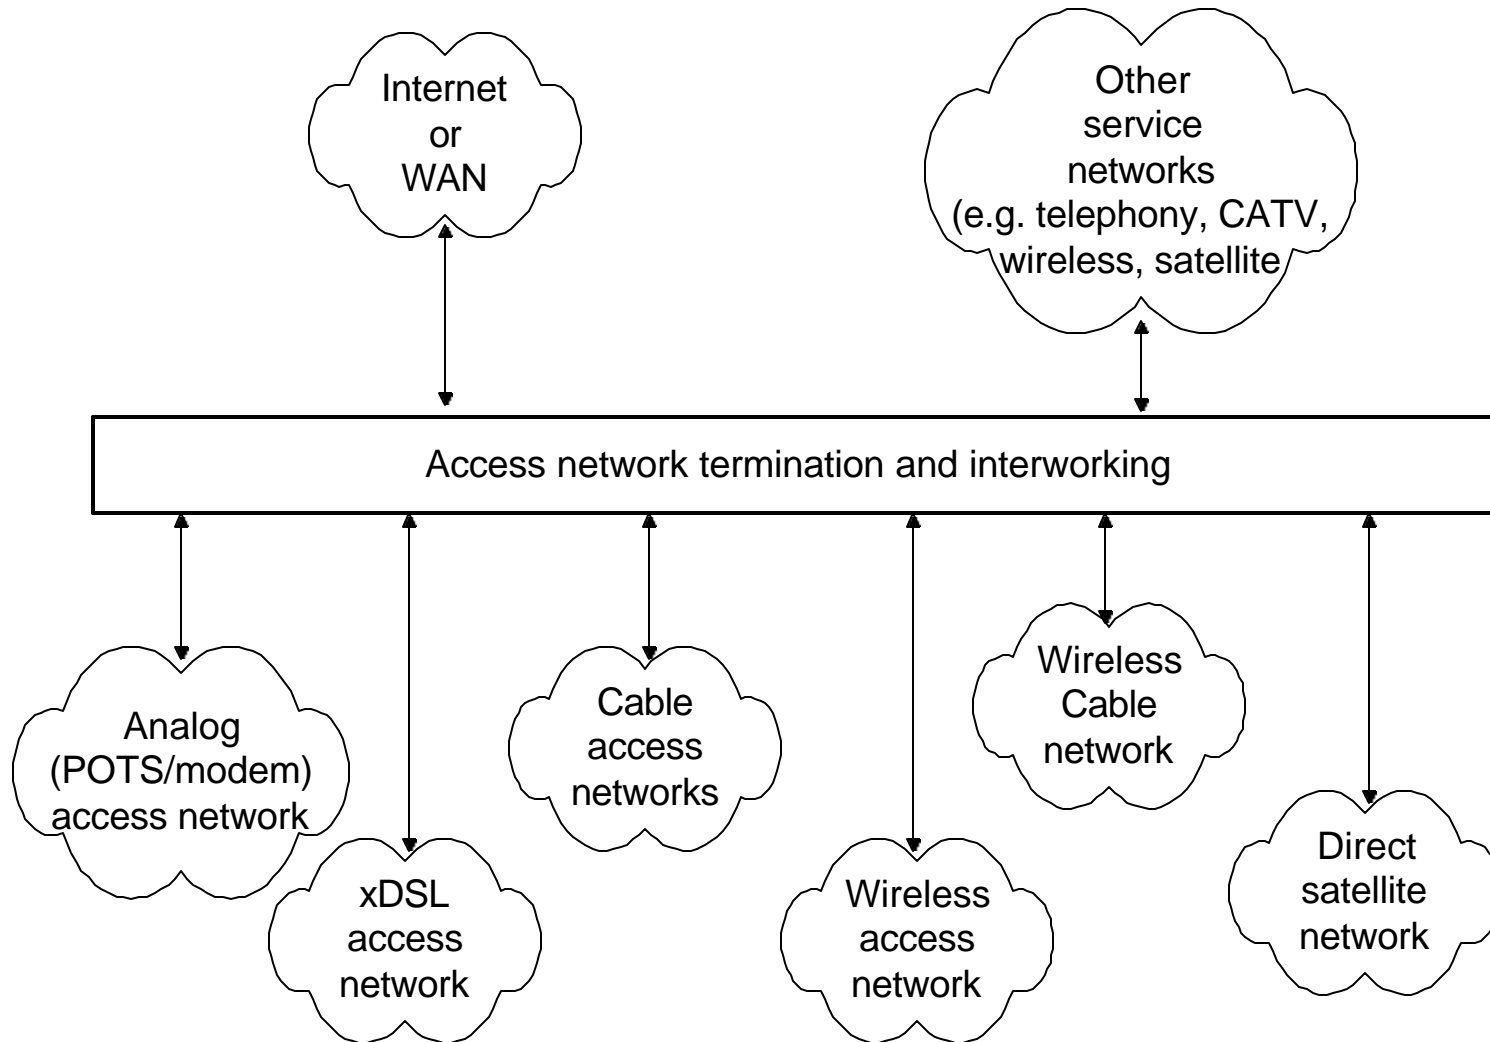 Internet
or
WAN
Other
service
networks
(e.g. telephony, CATV,
wireless, satellite
Access network termination and interworking
Analog
(POTS/modem)
access network
xDSL
access
network
Cable
access
networks
Wireless
access
network
Wireless
Cable
network
Direct
satellite
network